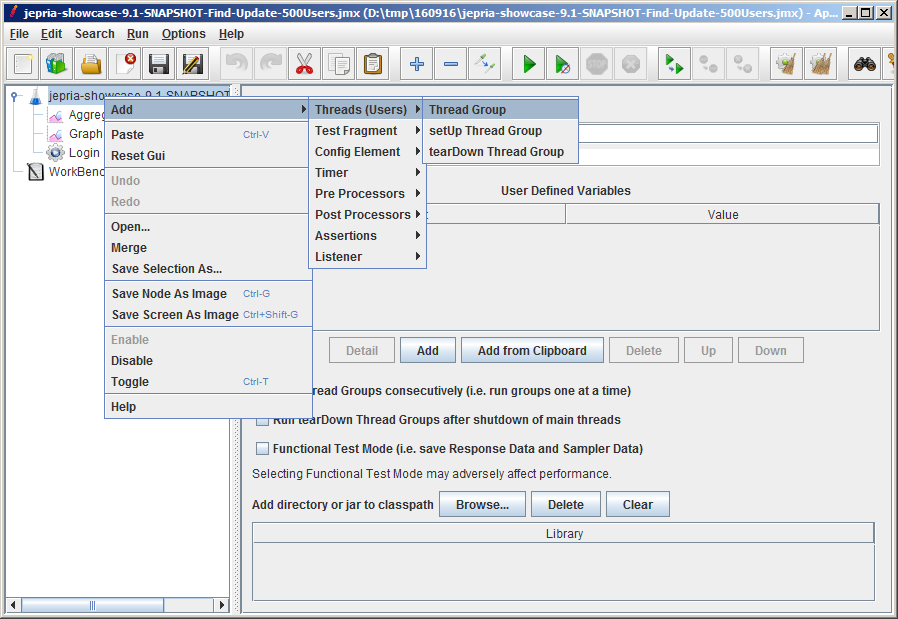 jepria-showcase-9.1-SNAPSHOT-Find-Update-500Users.jmx (D:\tmp\160916\jepria-showcase-9.1-SNAPSHOT-Find-Update-500Users.jmx) - Ap...
File Edit Search Run Options Help
STOP
jepria-showcase-9.1-SNAPSHOT
Aggreg
Graph
Login
WorkBenc
Add
Paste Ctrl-V
Reset Gui
Undo
Redo
Open...
Merge
Save Selection As...
Save Node As Image Ctrl-G
Save Screen As Image Ctrl+Shift-G
Enable
Disable
Toggle Ctrl-T
Help
Threads (Users)
Test Fragment
Config Element
Timer
Pre Processors
Post Processors
Assertions
Listener
Thread Group
setUp Thread Group
tearDown Thread Group
User Defined Variables
Value
Detail Add Add from Clipboard Delete Up Down
read Groups consecutively (i.e. run groups one at a time)
Run tearDown Thread Groups after shutdown of main threads
Functional Test Mode (i.e. save Response Data and Sampler Data)
Selecting Functional Test Mode may adversely affect performance.
Add directory or jar to classpath Browse... Delete Clear
Library